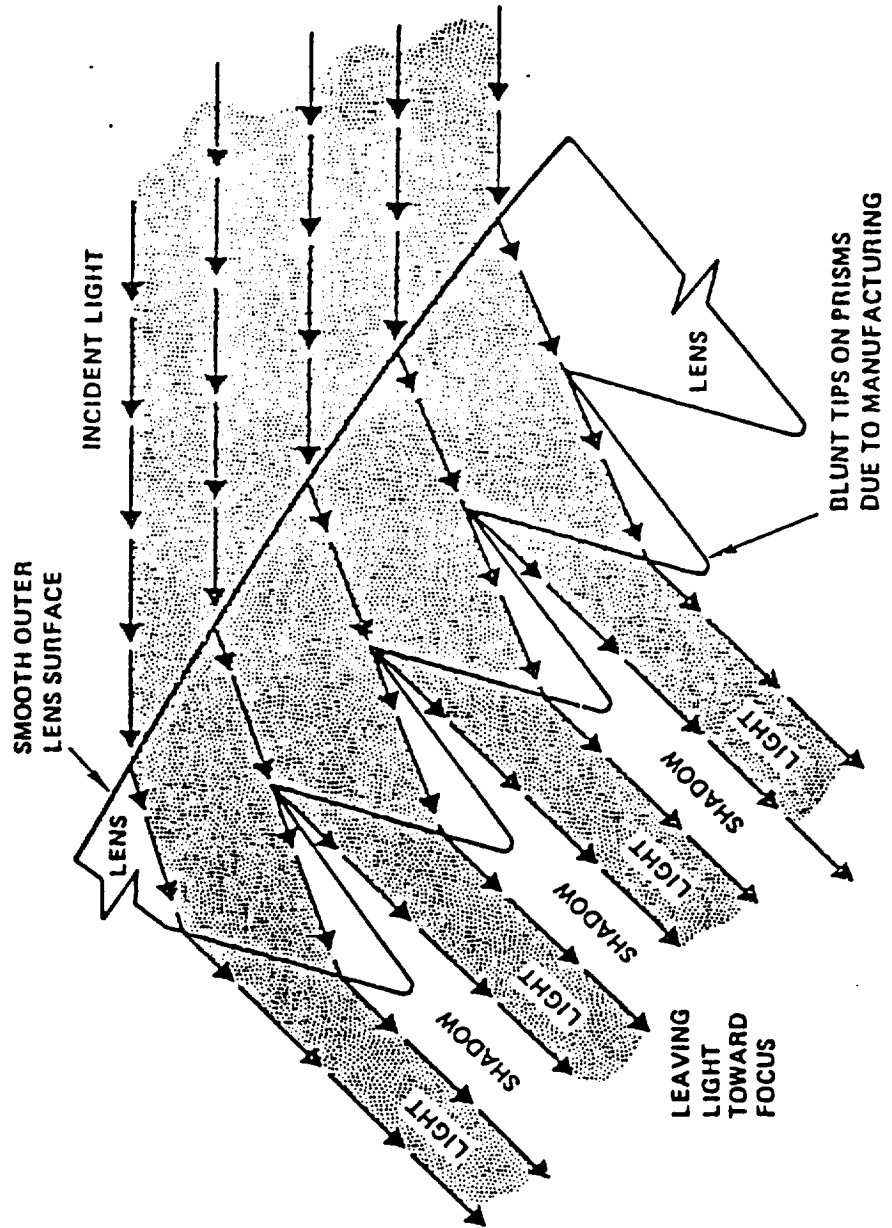 INCIDENT LIGHT
SMOOTH OUTER
LENS SURFACE
LENS
LENS
BLUNT TIPS ON PRISMS
DUE TO MANUFACTURING
LIGHT
SHADOW
LIGHT
SHADOW
LIGHT
SHADOW
LIGHT
LEAVING
LIGHT
TOWARD
FOCUS